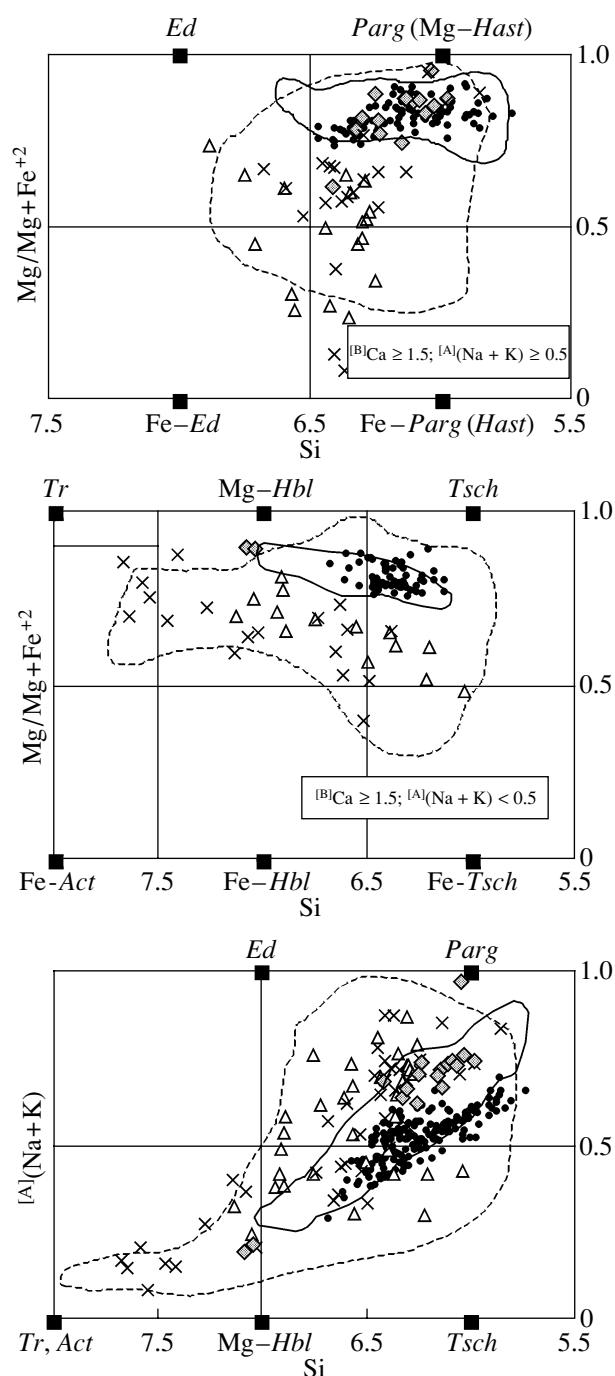 Ed Parg (Mg–Hast)
1.0
Mg/Mg+Fe⁺²
0.5
[B]Ca ≥ 1.5; [A](Na + K) ≥ 0.5
0
7.5 6.5 5.5
Fe–Ed Fe–Parg (Hast)
Si
Tr Mg–Hbl Tsch
1.0
Mg/Mg+Fe⁺²
0.5
[B]Ca ≥ 1.5; [A](Na + K) < 0.5
0
Fe-Act 7.5 Fe–Hbl 6.5 Fe-Tsch 5.5
Si
Ed Parg
1.0
[A](Na+K)
0.5
0
Tr, Act 7.5 Mg–Hbl 6.5 Tsch 5.5
Si